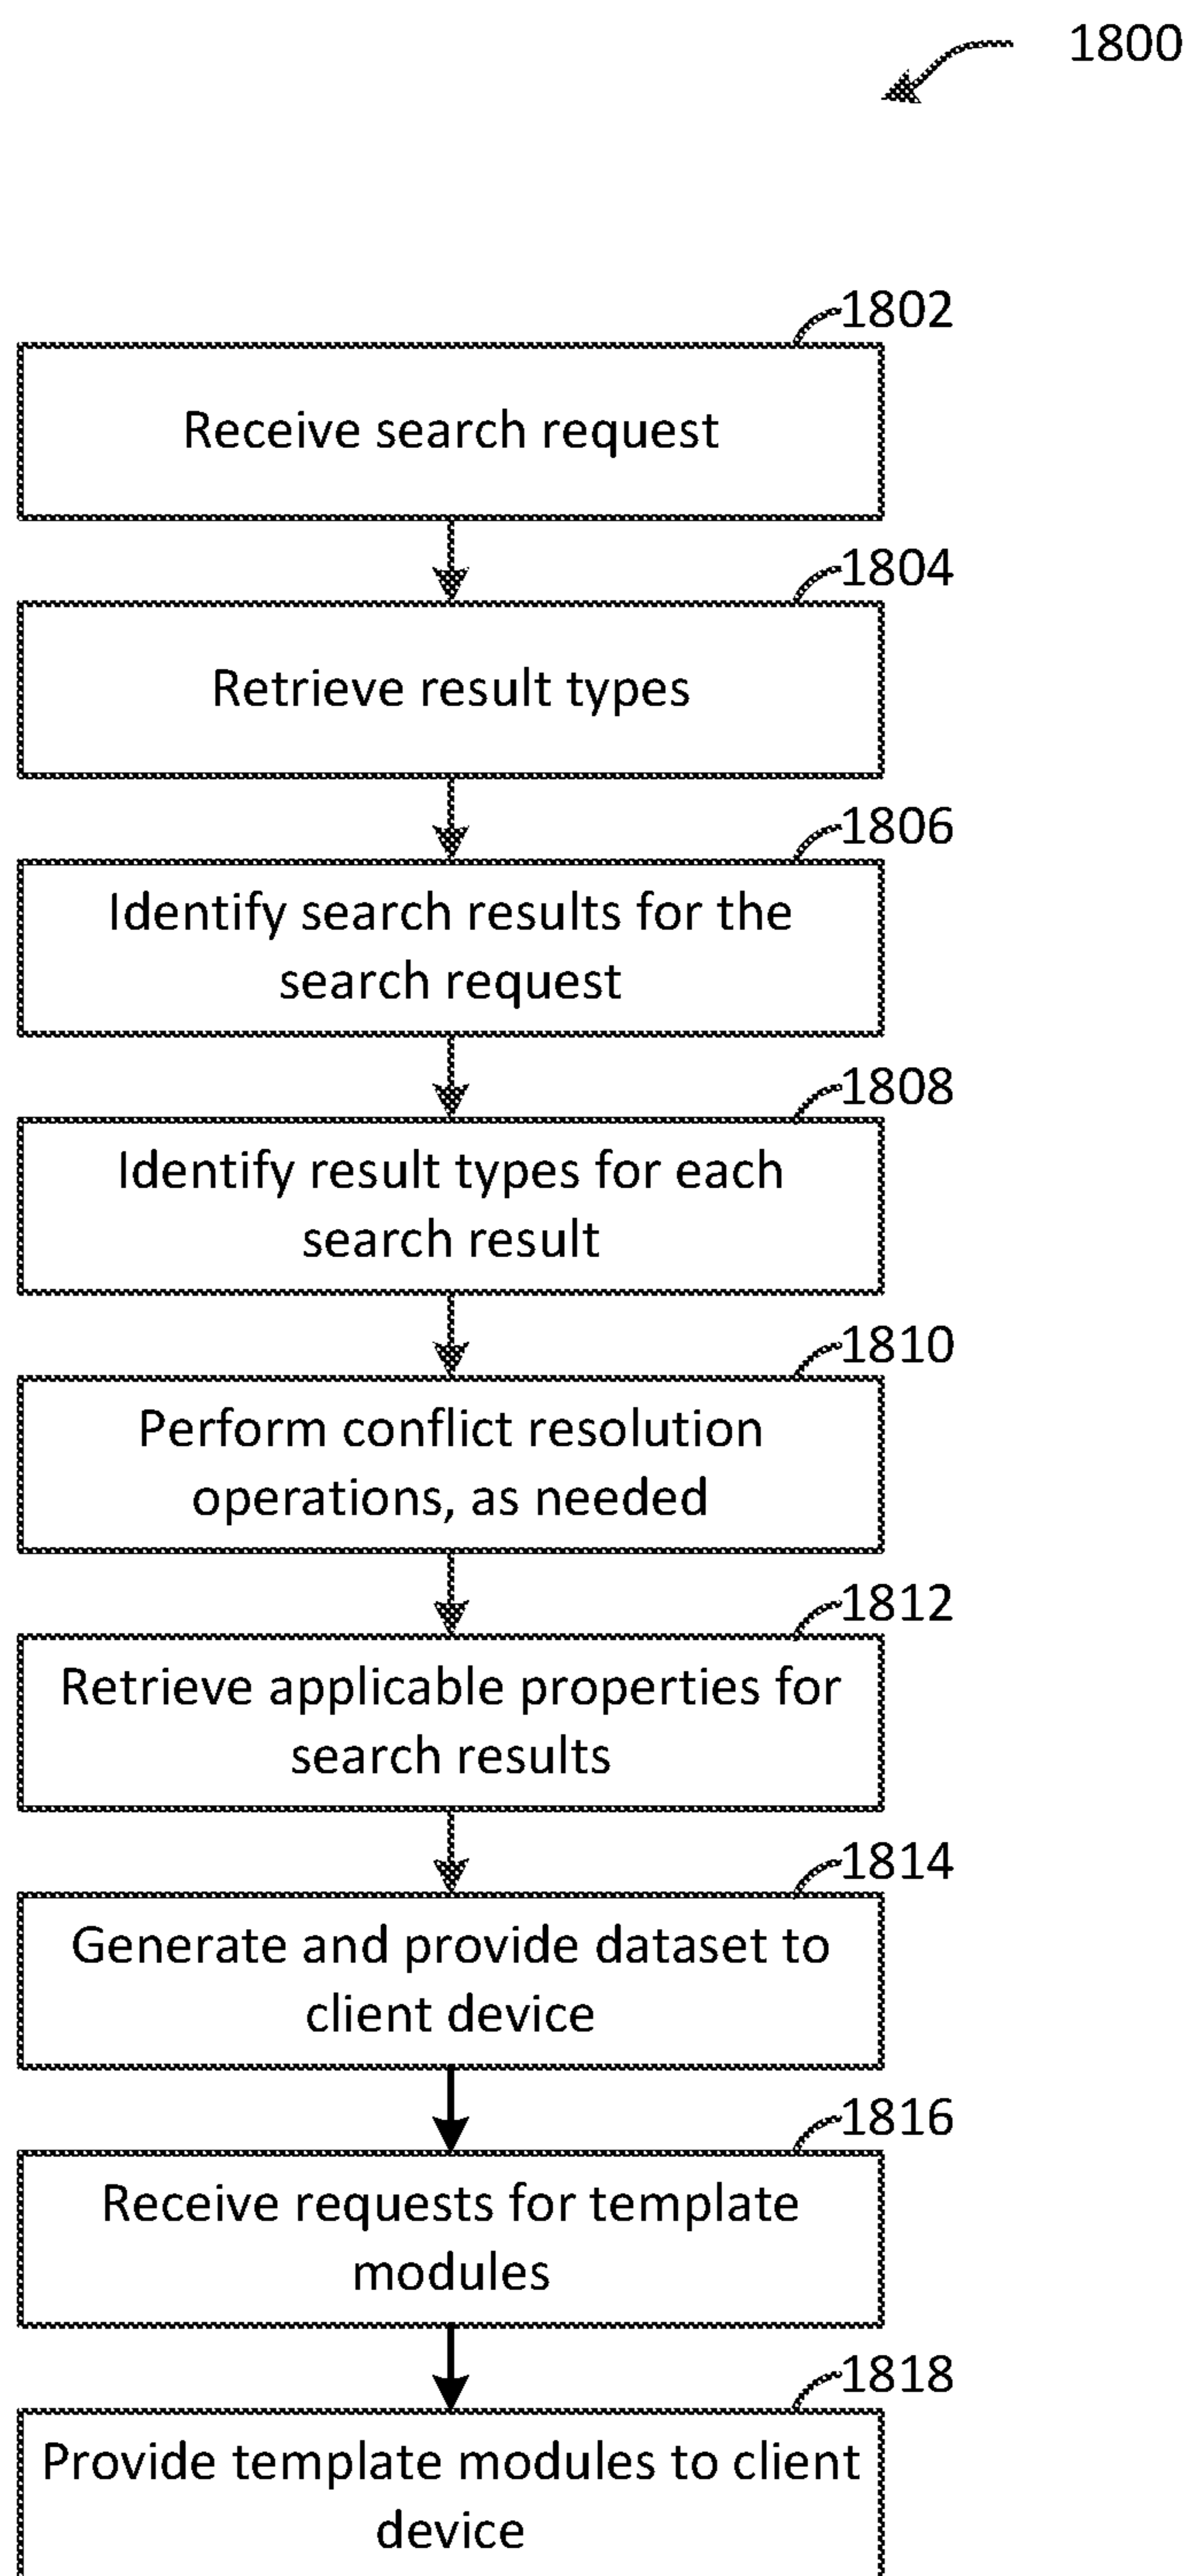 1800
1802
Receive search request
1804
Retrieve result types
1806
Identify search results for the
search request
1808
Identify result types for each
search result
1810
Perform conflict resolution
operations, as needed
1812
Retrieve applicable properties for
search results
1814
Generate and provide dataset to
client device
1816
Receive requests for template
modules
1818
Provide template modules to client
device